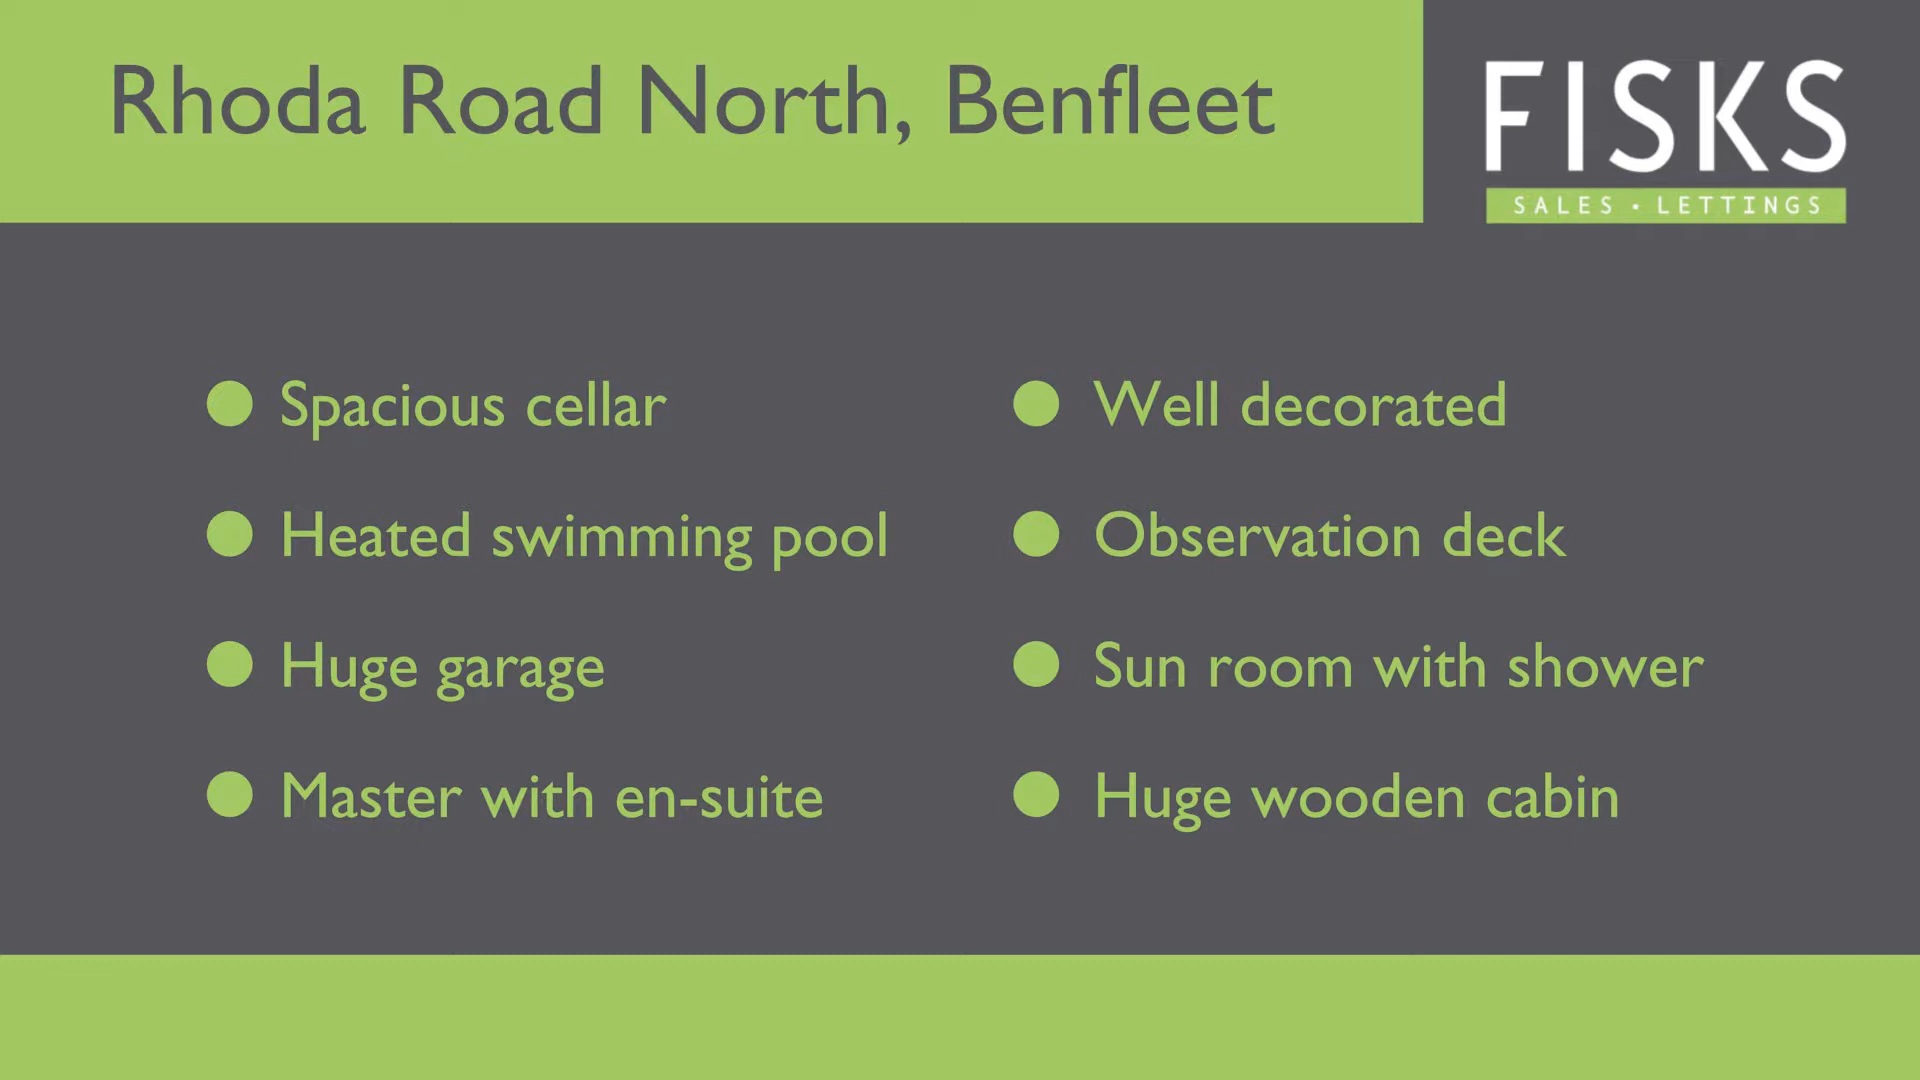 Rhoda Road North, Benfleet
FISKS
SALES • LETTINGS
Spacious cellar
Heated swimming pool
Huge garage
Master with en-suite
Well decorated
Observation deck
Sun room with shower
Huge wooden cabin